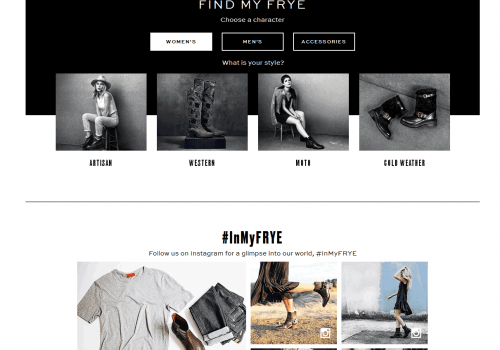 FIND MY FRYE
Choose a character
WOMEN'S
MEN'S
ACCESSORIES
What is your style?
ARTISAN
WESTERN
MOTO
COLD WEATHER
#InMyFRYE
Follow us on Instagram for a glimpse into our world, #InMyFRYE